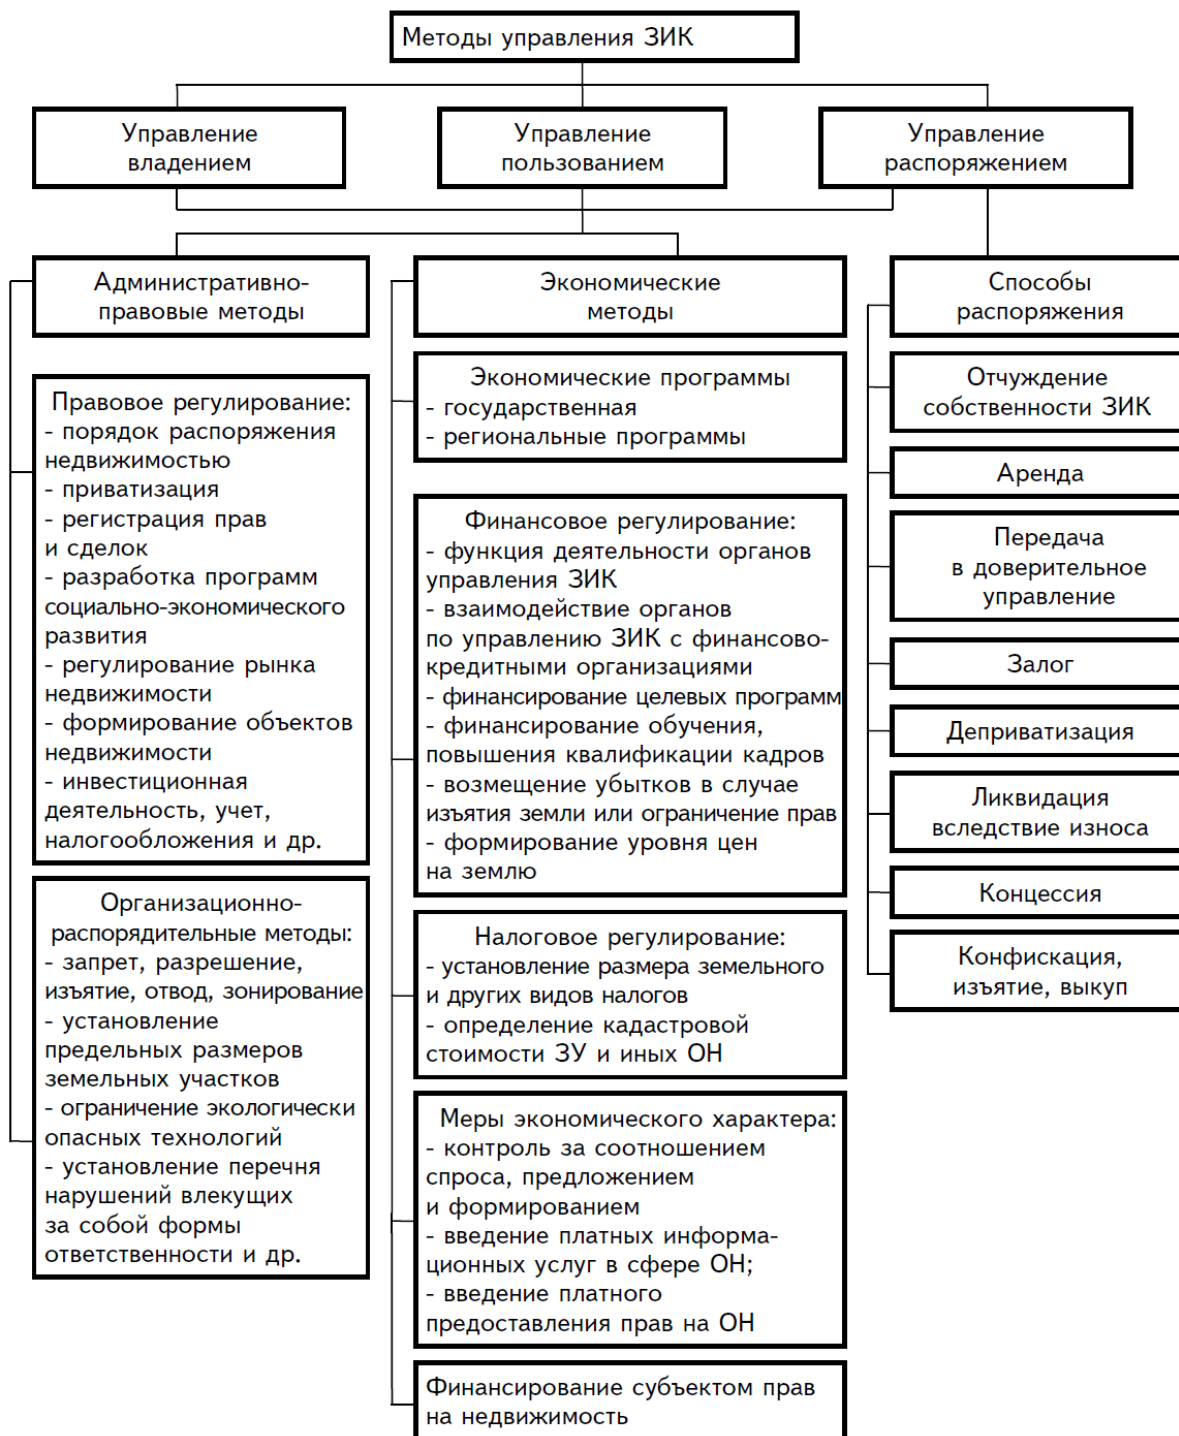 Методы управления ЗИК
Управление
владением
Управление
пользованием
Управление
распоряжением
Административно-
правовые методы
Правовое регулирование:
- порядок распоряжения
недвижимостью
- приватизация
- регистрация прав
и сделок
- разработка программ
социально-экономического
развития
- регулирование рынка
недвижимости
- формирование объектов
недвижимости
- инвестиционная
деятельность, учет,
налогообложения и др.
Организационно-
распорядительные методы:
- запрет, разрешение,
изъятие, отвод, зонирование
- установление
предельных размеров
земельных участков
- ограничение экологически
опасных технологий
- установление перечня
нарушений влекущих
за собой формы
ответственности и др.
Экономические
методы
Экономические программы
- государственная
- региональные программы
Финансовое регулирование:
- функция деятельности органов
управления ЗИК
- взаимодействие органов
по управлению ЗИК с финансово-
кредитными организациями
- финансирование целевых программ
- финансирование обучения,
повышения квалификации кадров
- возмещение убытков в случае
изъятия земли или ограничение прав
- формирование уровня цен
на землю
Налоговое регулирование:
- установление размера земельного
и других видов налогов
- определение кадастровой
стоимости ЗУ и иных ОН
Меры экономического характера:
- контроль за соотношением
спроса, предложением
и формированием
- введение платных информа-
ционных услуг в сфере ОН;
- введение платного
предоставления прав на ОН
Финансирование субъектом прав
на недвижимость
Способы
распоряжения
Отчуждение
собственности ЗИК
Аренда
Передача
в доверительное
управление
Залог
Деприватизация
Ликвидация
вследствие износа
Концессия
Конфискация,
изъятие, выкуп